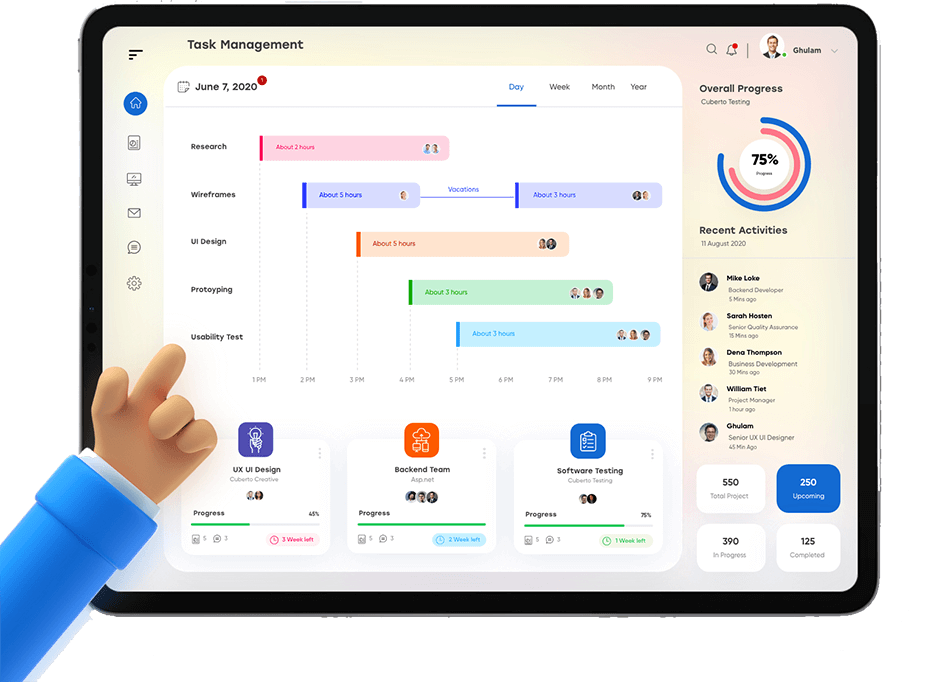 Task Management
Ghulam
June 7, 2020
Day
Week
Month
Year
Research
About 2 hours
Wireframes
About 5 hours
Vacations
About 3 hours
UI Design
About 5 hours
Protoyping
About 3 hours
Usability Test
About 3 hours
1 PM
2 PM
3 PM
4 PM
5 PM
6 PM
7 PM
8 PM
9 PM
UX UI Design
Cuberto Creative
Progress
45%
5
3
3 Week left
Backend Team
Asp.net
Progress
5
3
2 Week left
Software Testing
Cuberto Testing
Progress
75%
5
3
1 Week left
Overall Progress
Cuberto Testing
75%
Progress
Recent Activities
11 August 2020
Mike Loke
Backend Developer
5 Mins ago
Sarah Hosten
Senior Quality Assurance
15 Mins ago
Dena Thompson
Business Development
30 Mins ago
William Tiet
Project Manager
1 hour ago
Ghulam
Senior UX UI Designer
45 Min Ago
550
Total Project
250
Upcoming
390
In Progress
125
Completed